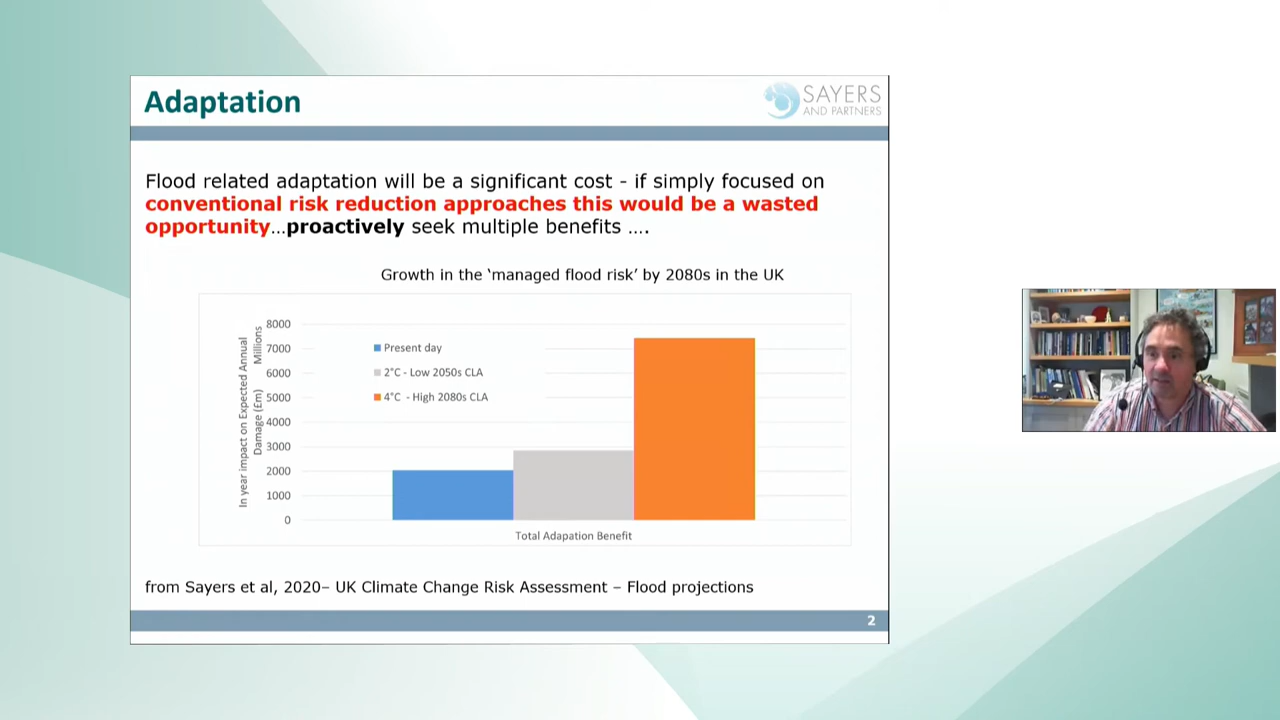 Adaptation
SAYERS
AND PARTNERS
Flood related adaptation will be a significant cost - if simply focused on
conventional risk reduction approaches this would be a wasted
opportunity...proactively seek multiple benefits ....
Growth in the ‘managed flood risk’ by 2080s in the UK
In year impact on Expected Annual
Damage (£m)
Millions
8000
7000
6000
5000
4000
3000
2000
1000
0
Present day
2°C - Low 2050s CLA
4°C - High 2080s CLA
Total Adapation Benefit
from Sayers et al, 2020– UK Climate Change Risk Assessment – Flood projections
2